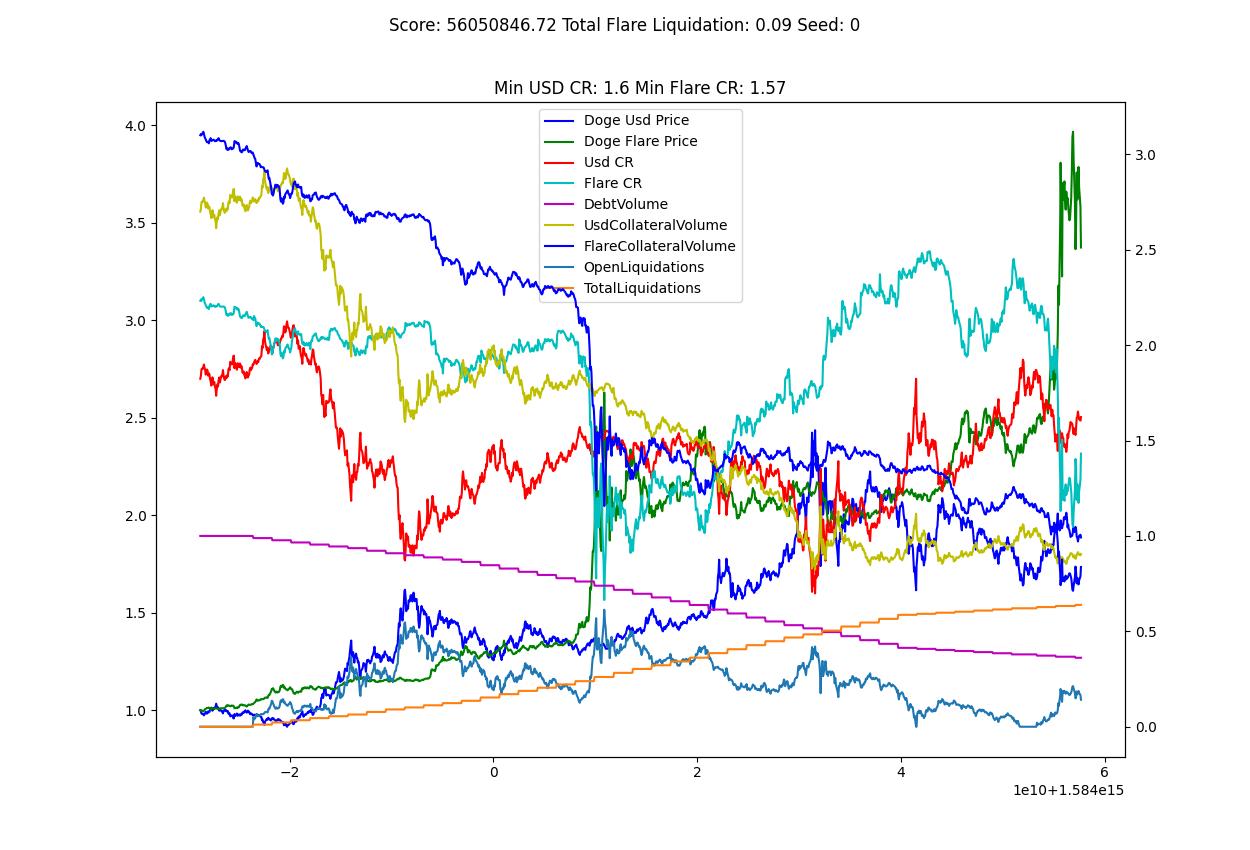 Score: 56050846.72 Total Flare Liquidation: 0.09 Seed: 0
Min USD CR: 1.6 Min Flare CR: 1.57
Doge Usd Price
Doge Flare Price
Usd CR
Flare CR
DebtVolume
UsdCollateralVolume
FlareCollateralVolume
OpenLiquidations
TotalLiquidations
4.0
3.5
3.0
2.5
2.0
1.5
1.0
3.0
2.5
2.0
1.5
1.0
0.5
0.0
−2
0
2
4
6
1e10+1.584e15